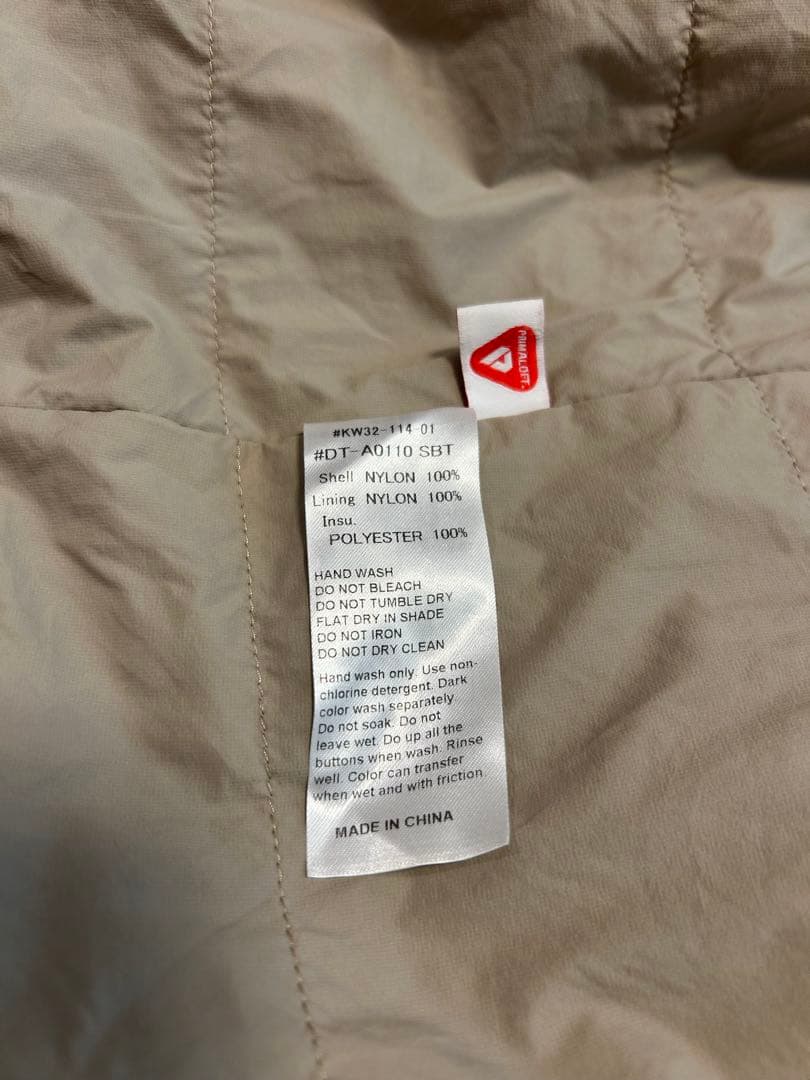 PRIMALOFT
#KW32-114-01
#DT-A0110 SBT
Shell NYLON 100%
Lining NYLON 100%
Insu.
POLYESTER 100%
HAND WASH
DO NOT BLEACH
DO NOT TUMBLE DRY
FLAT DRY IN SHADE
DO NOT IRON
DO NOT DRY CLEAN
Hand wash only. Use non-
chlorine detergent. Dark
color wash separately
Do not soak. Do not
leave wet. Do up all the
buttons when wash. Rinse
well. Color can transfer
when wet and with friction
MADE IN CHINA